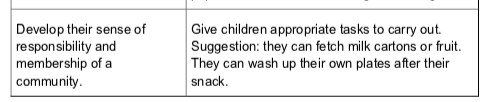 Develop their sense of
responsibility and
membership of a
community.
Give children appropriate tasks to carry out.
Suggestion: they can fetch milk cartons or fruit.
They can wash up their own plates after their
snack.